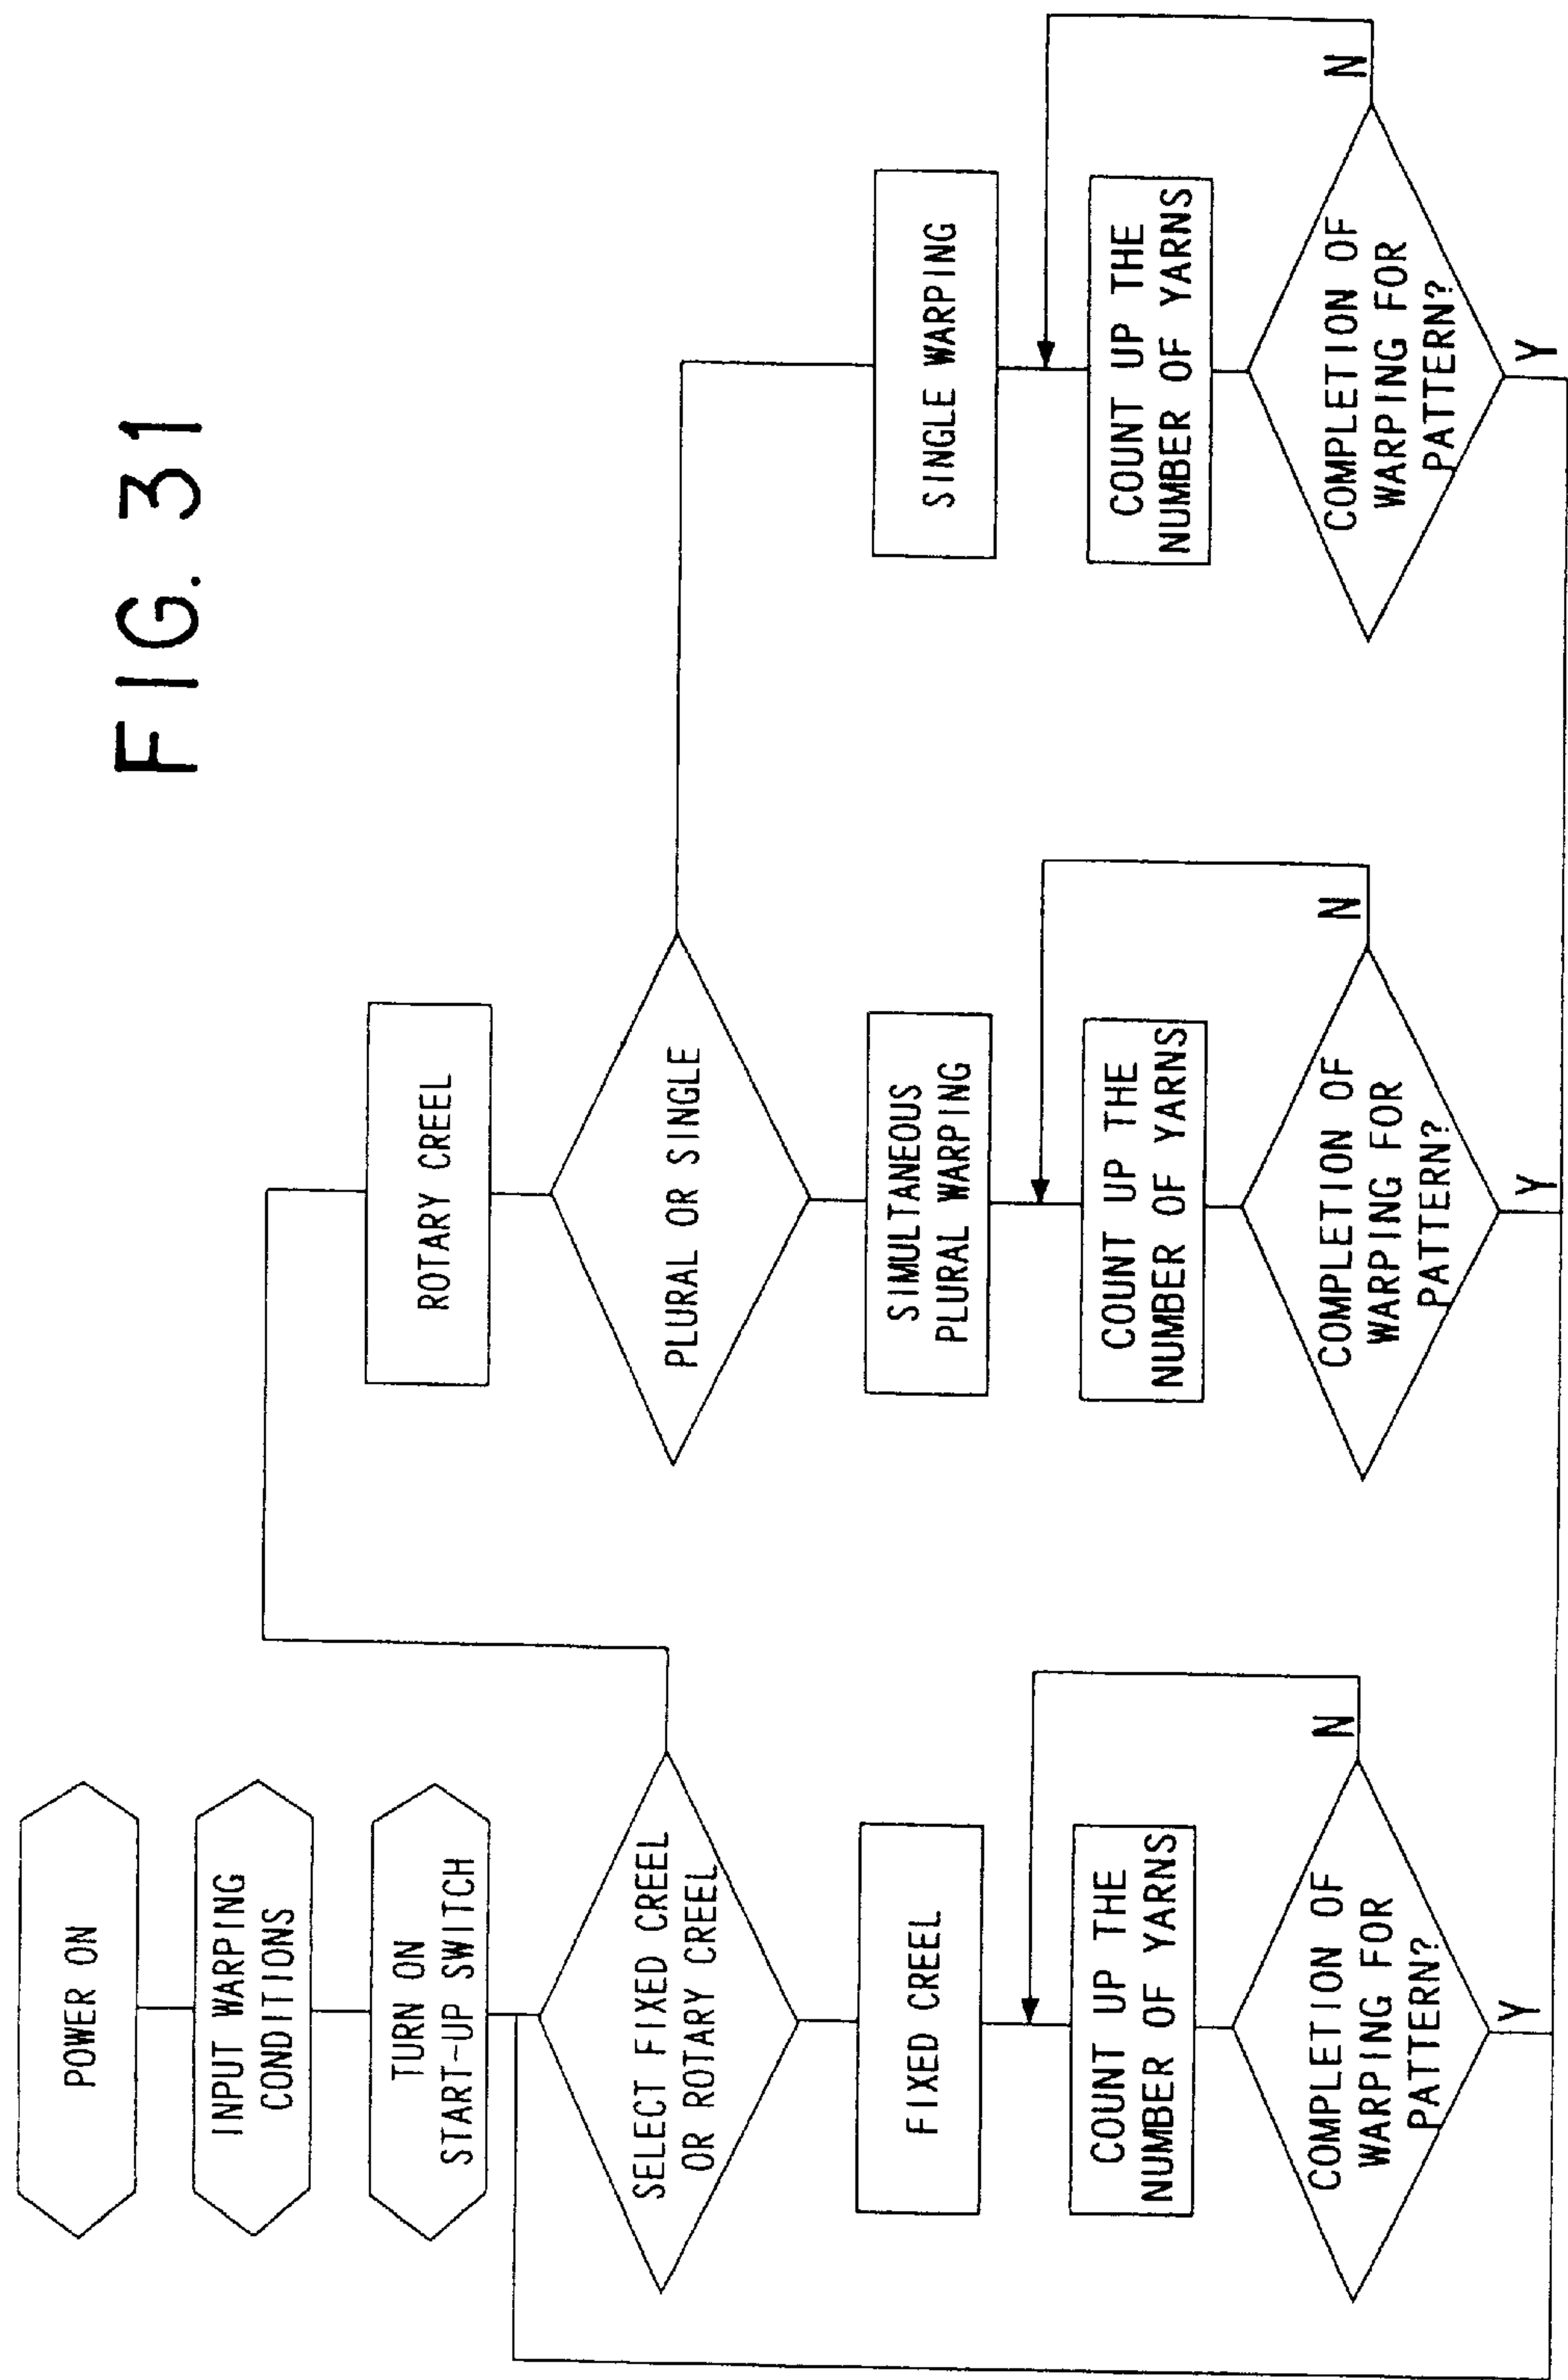 FIG. 31
POWER ON
INPUT WARPING
CONDITIONS
TURN ON
START-UP SWITCH
SELECT FIXED CREEL
OR ROTARY CREEL
FIXED CREEL
COUNT UP THE
NUMBER OF YARNS
COMPLETION OF
WARPING FOR
PATTERN?
N
Y
ROTARY CREEL
PLURAL OR SINGLE
SIMULTANEOUS
PLURAL WARPING
COUNT UP THE
NUMBER OF YARNS
COMPLETION OF
WARPING FOR
PATTERN?
N
Y
SINGLE WARPING
COUNT UP THE
NUMBER OF YARNS
COMPLETION OF
WARPING FOR
PATTERN?
N
Y